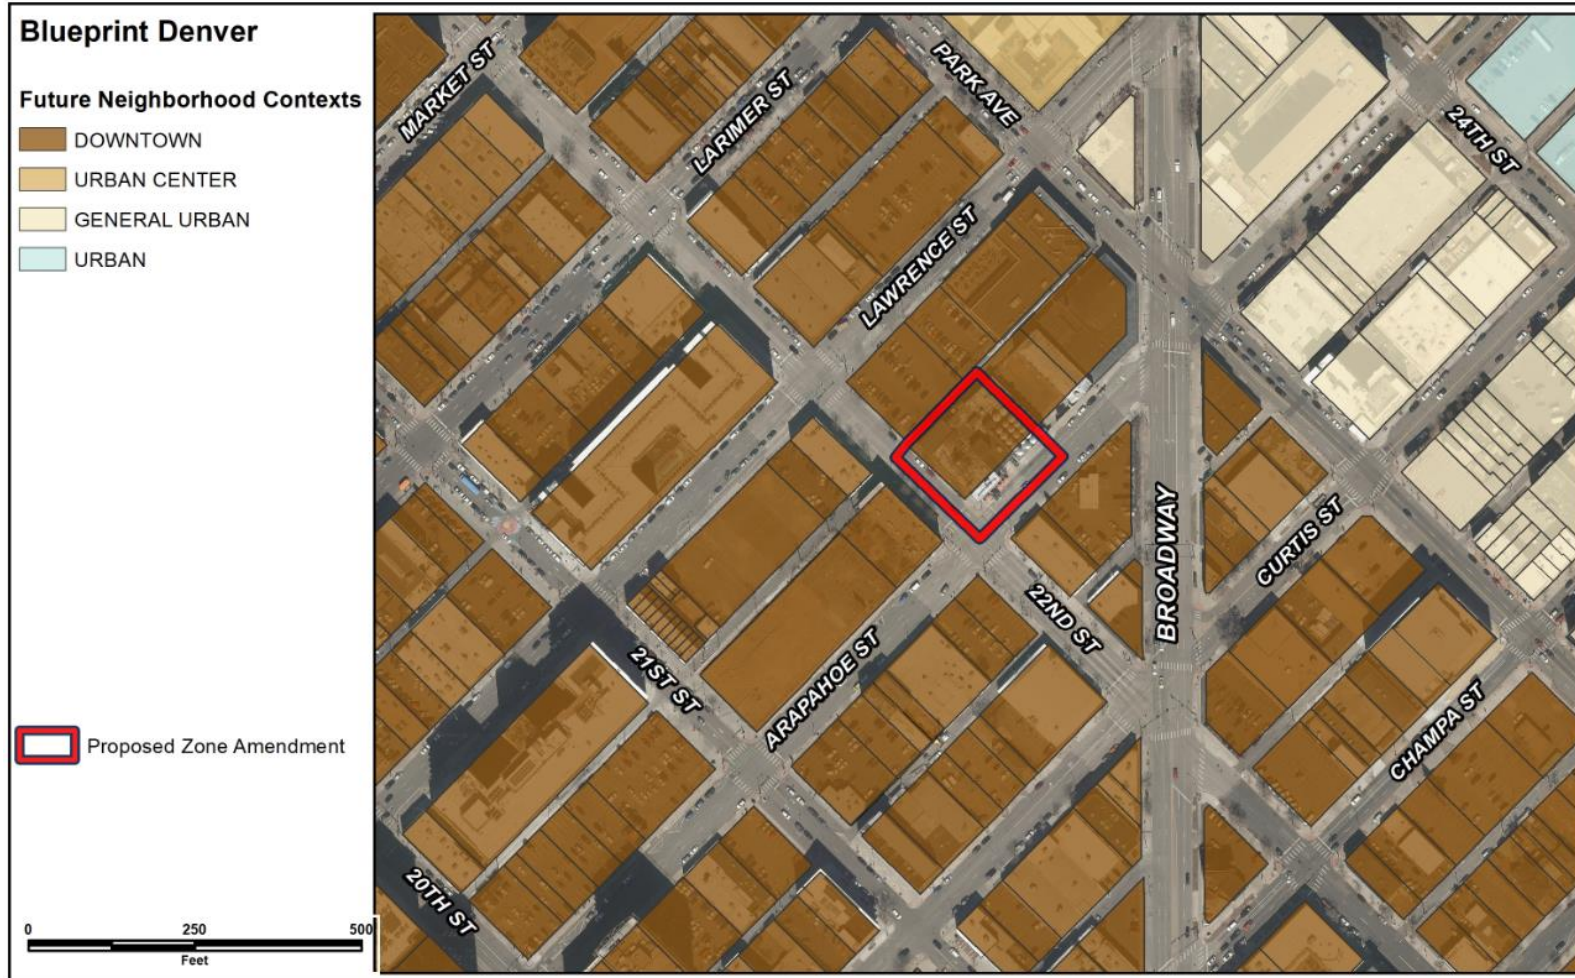 Blueprint Denver
Future Neighborhood Contexts
DOWNTOWN
URBAN CENTER
GENERAL URBAN
URBAN
Proposed Zone Amendment
0 250 500
Feet
MARKET ST
LARIMER ST
PARK AVE
24TH ST
LAWRENCE ST
BROADWAY
CURTIS ST
22ND ST
21ST ST
ARAPAHOE ST
CHAMPA ST
20TH ST